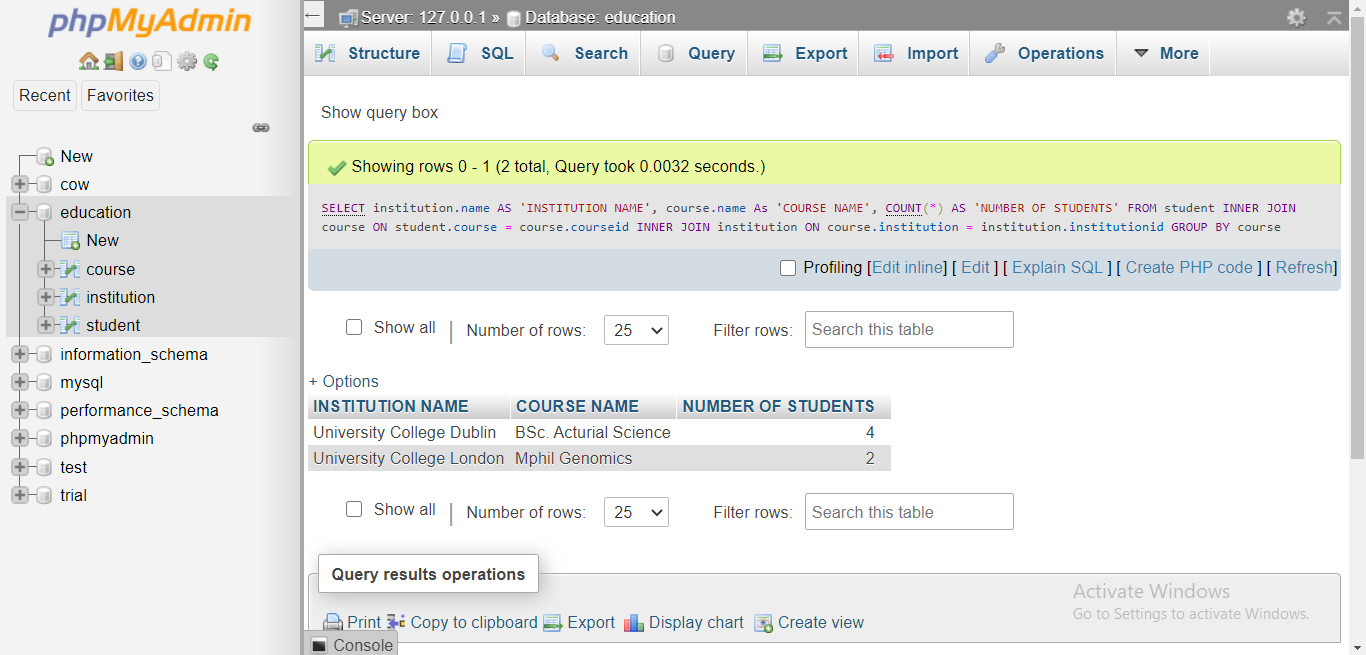 phpMyAdmin
Recent Favorites
New
cow
education
New
course
institution
student
information_schema
mysql
performance_schema
phpmyadmin
test
trial
Server: 127.0.0.1 » Database: education
Structure SQL Search Query Export Import Operations More
Show query box
Showing rows 0 - 1 (2 total, Query took 0.0032 seconds.)
SELECT institution.name AS 'INSTITUTION NAME', course.name As 'COURSE NAME', COUNT(*) AS 'NUMBER OF STUDENTS' FROM student INNER JOIN
course ON student.course = course.courseid INNER JOIN institution ON course.institution = institution.institutionid GROUP BY course
Profiling [Edit inline] [ Edit ] [ Explain SQL ] [ Create PHP code ] [ Refresh]
Show all | Number of rows: 25 Filter rows: Search this table
+ Options
INSTITUTION NAME COURSE NAME NUMBER OF STUDENTS
University College Dublin BSc. Acturial Science 4
University College London Mphil Genomics 2
Show all | Number of rows: 25 Filter rows: Search this table
Query results operations
Print Copy to clipboard Export Display chart Create view
Console
Activate Windows
Go to Settings to activate Windows.